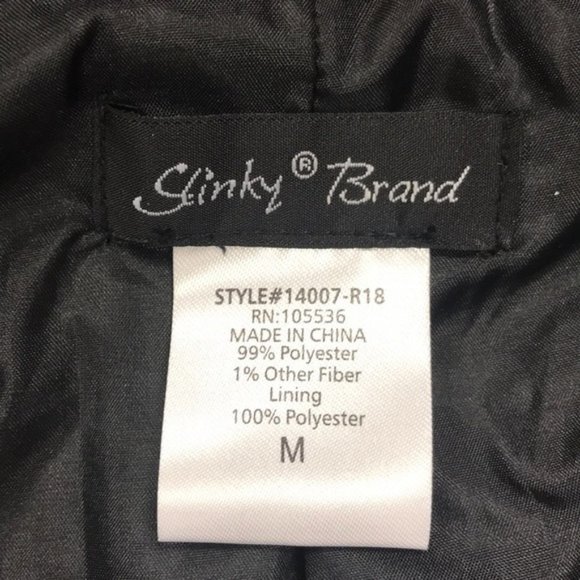 Slinky® Brand
STYLE#14007-R18
RN:105536
MADE IN CHINA
99% Polyester
1% Other Fiber
Lining
100% Polyester
M